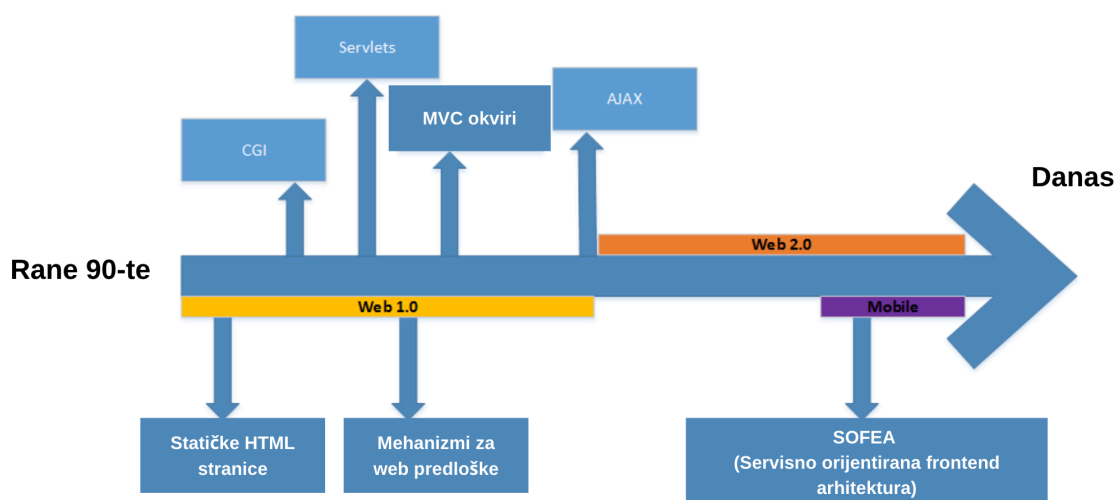 Servlets
AJAX
MVC okviri
CGI
Danas
Web 2.0
Rane 90-te
Web 1.0
Mobile
Statičke HTML
stranice
Mehanizmi za
web predloške
SOFEA
(Servisno orijentirana frontend
arhitektura)